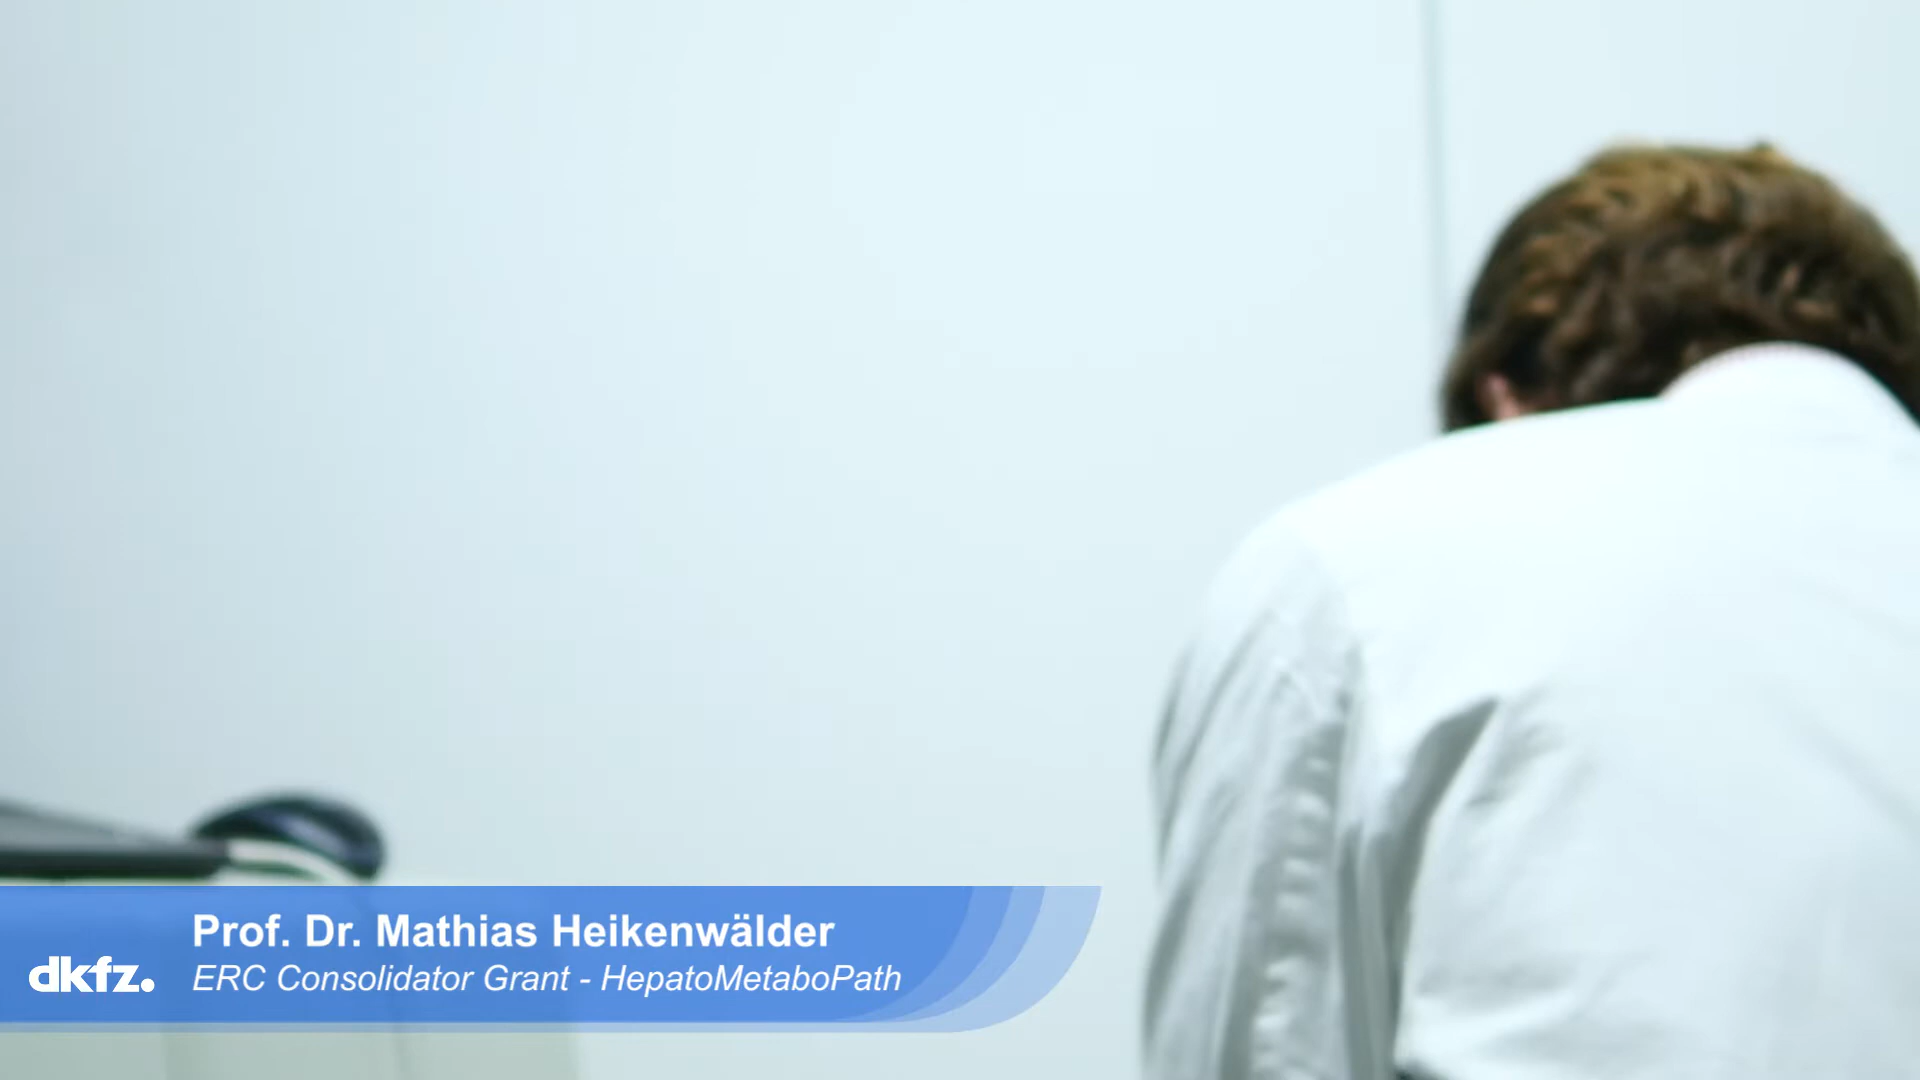 Prof. Dr. Mathias Heikenwälder
dkfz.
ERC Consolidator Grant - HepatoMetaboPath